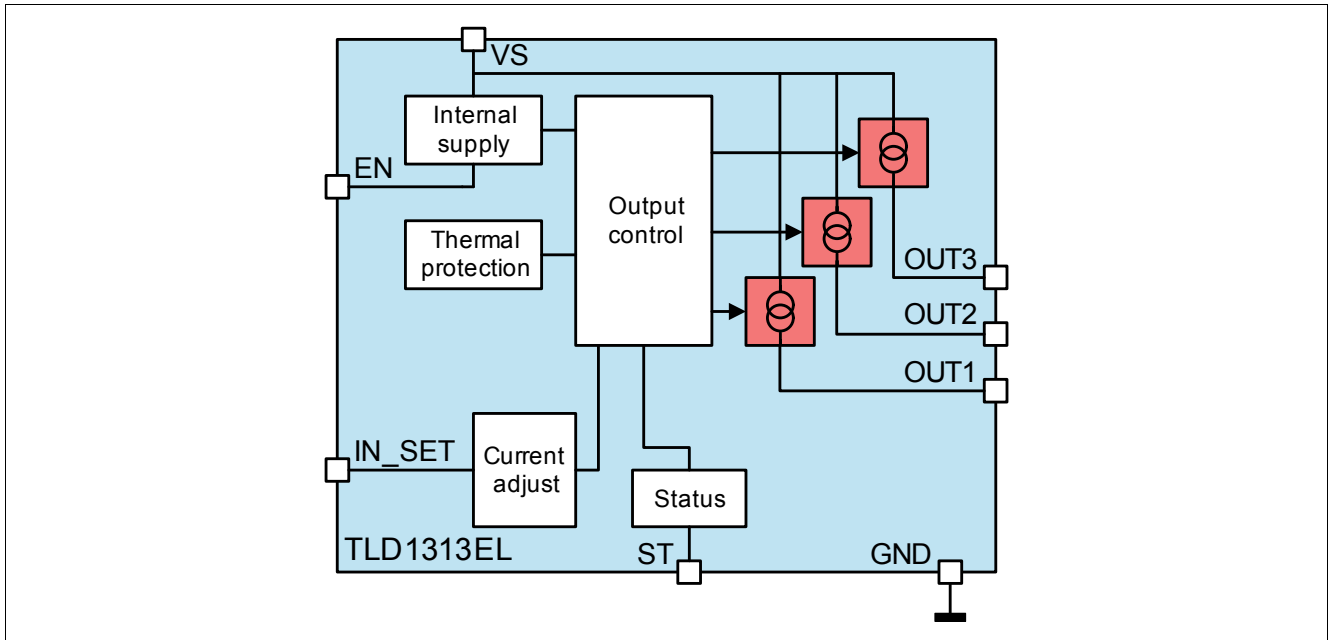 VS
Internal
supply
EN
Output
control
Thermal
protection
OUT3
OUT2
OUT1
IN_SET
Current
adjust
Status
TLD1313EL
ST
GND